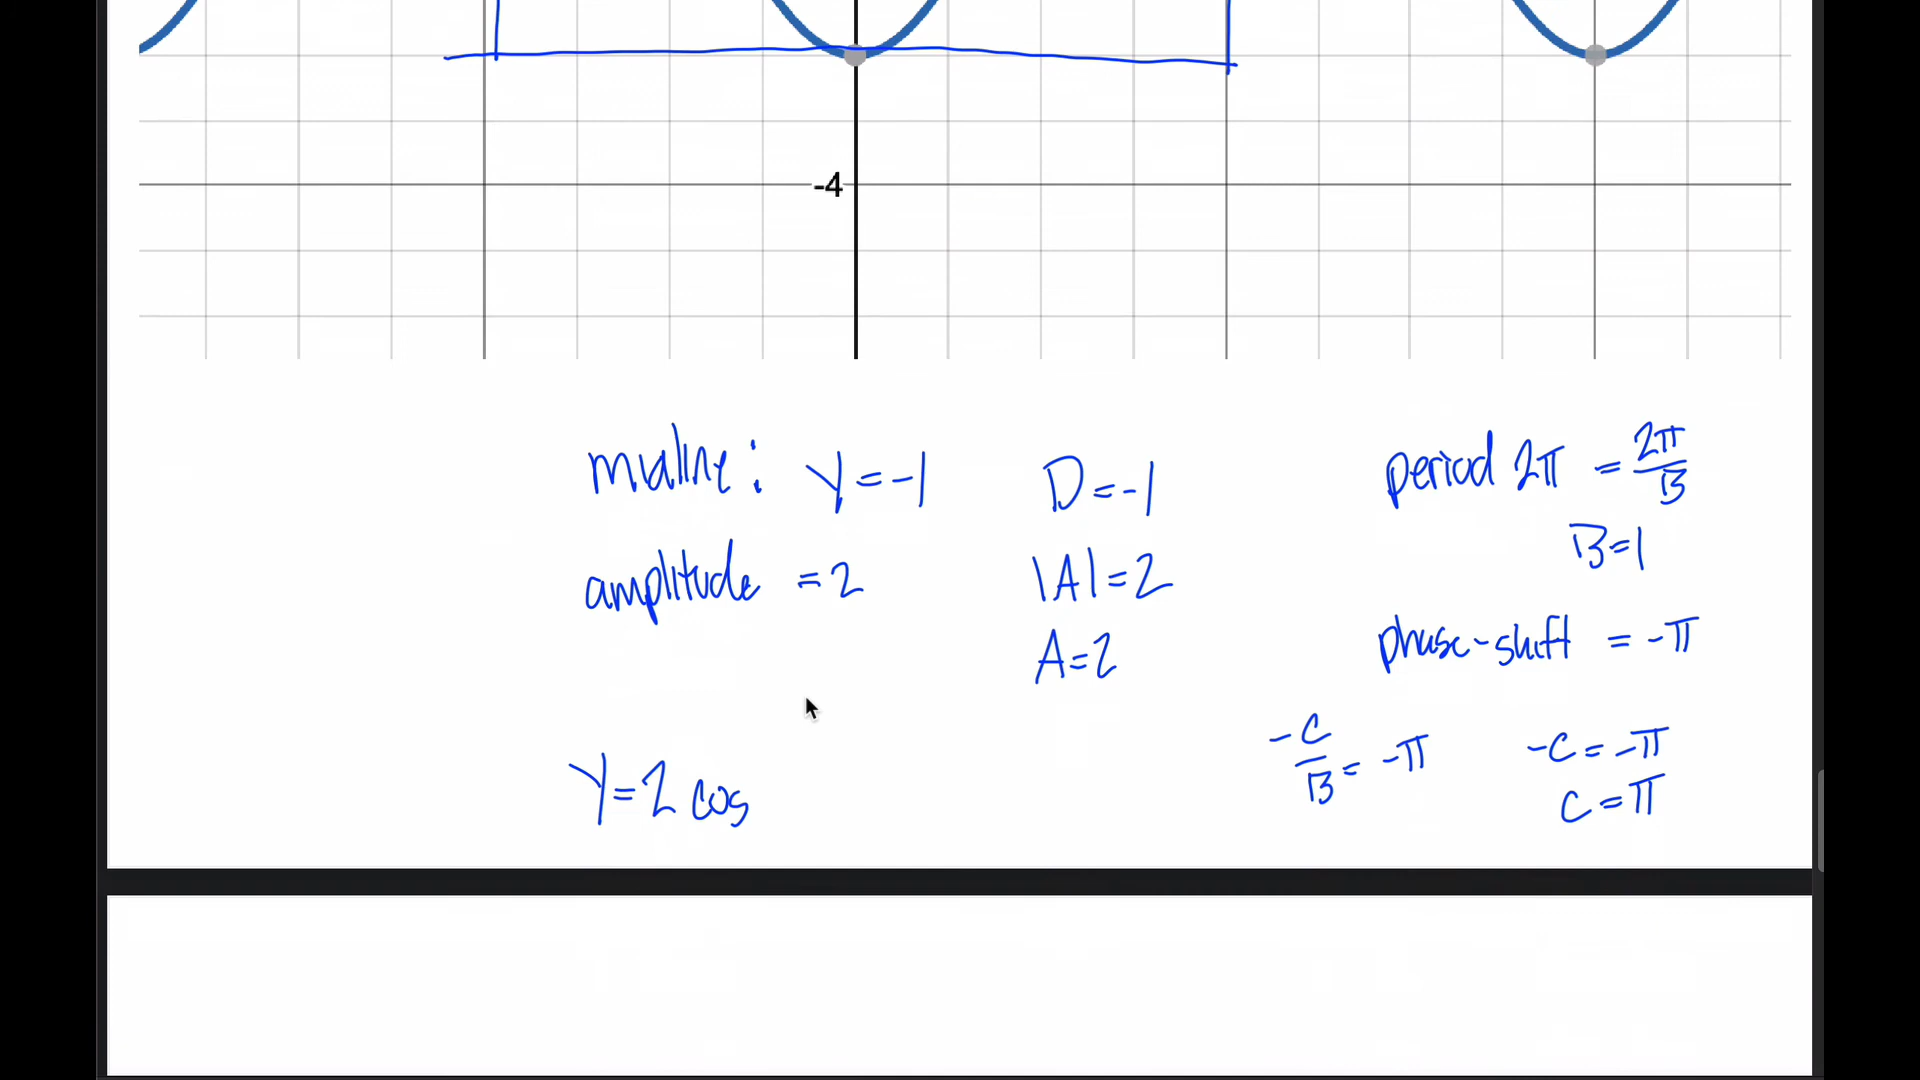 -4
midline: Y=-1
D=-1
period 2π = 2π/B
B=1
amplitude = 2
|A|=2
A=2
phase-shift = -π
-C/B = -π
-C = -π
C = π
Y=2 cos